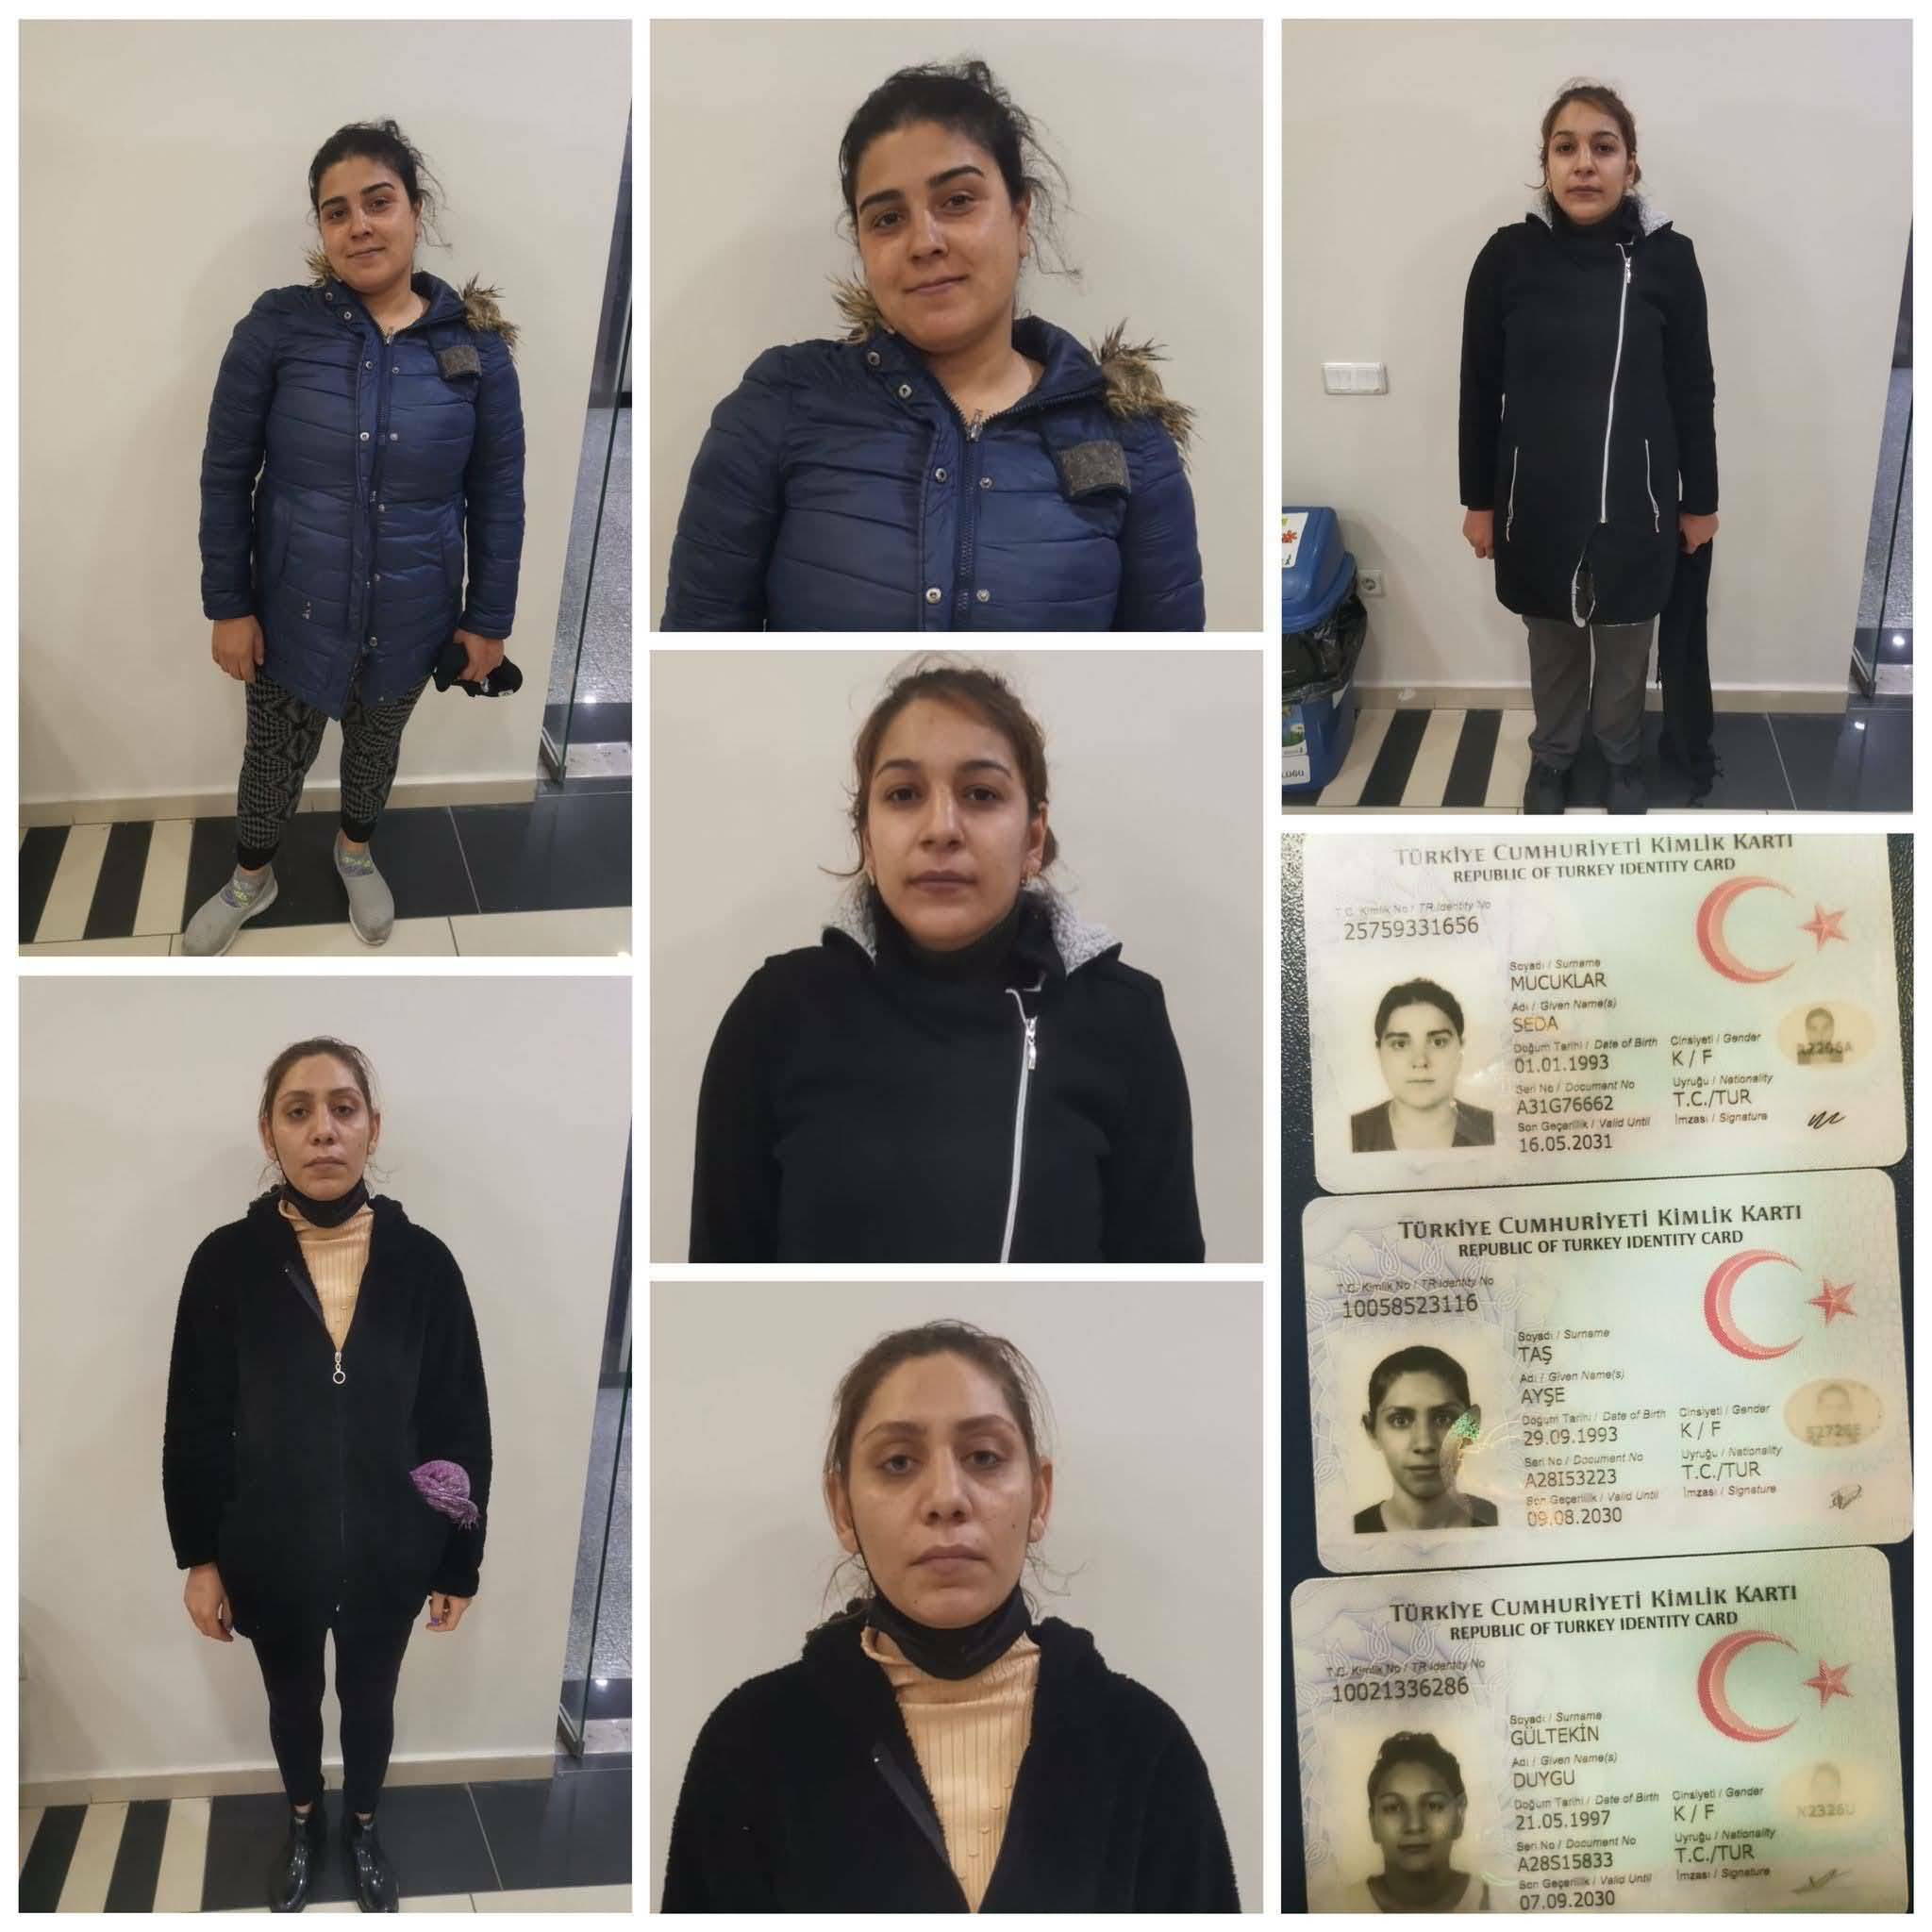 TÜRKİYE CUMHURİYETİ KİMLİK KARTI
REPUBLIC OF TURKEY IDENTITY CARD
T.C. Kimlik No / TR Identity No
25759331656
Soyadı / Surname
MUCUKLAR
Adı / Given Name(s)
SEDA
Doğum Tarihi / Date of Birth Cinsiyeti / Gender
01.01.1993 K / F
Seri No / Document No Uyruğu / Nationality
A31G76662 T.C./TUR
Son Geçerlilik / Valid Until İmzası / Signature
16.05.2031
TÜRKİYE CUMHURİYETİ KİMLİK KARTI
REPUBLIC OF TURKEY IDENTITY CARD
T.C. Kimlik No / TR Identity No
10058523116
Soyadı / Surname
TAŞ
Adı / Given Name(s)
AYŞE
Doğum Tarihi / Date of Birth Cinsiyeti / Gender
29.09.1993 K / F
Seri No / Document No Uyruğu / Nationality
A28I53223 T.C./TUR
Son Geçerlilik / Valid Until İmzası / Signature
09.08.2030
TÜRKİYE CUMHURİYETİ KİMLİK KARTI
REPUBLIC OF TURKEY IDENTITY CARD
T.C. Kimlik No / TR Identity No
10021336286
Soyadı / Surname
GÜLTEKİN
Adı / Given Name(s)
DUYGU
Doğum Tarihi / Date of Birth Cinsiyeti / Gender
21.05.1997 K / F
Seri No / Document No Uyruğu / Nationality
A28S15833 T.C./TUR
Son Geçerlilik / Valid Until İmzası / Signature
07.09.2030